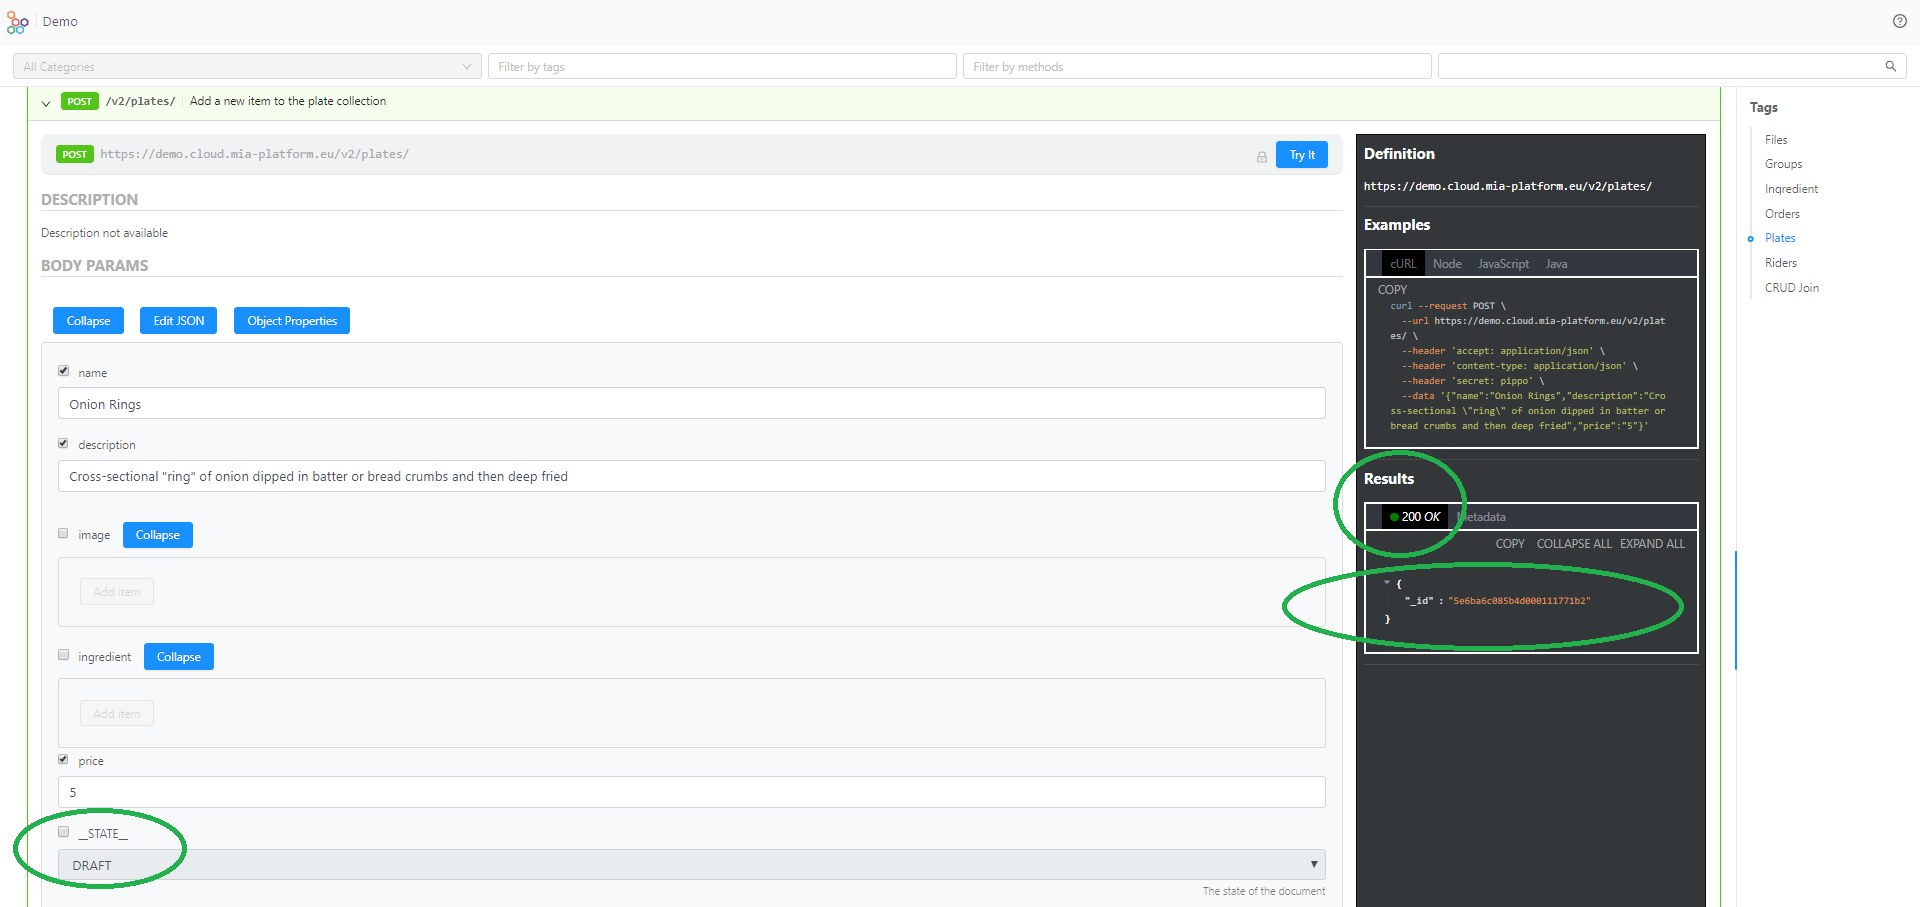 Demo
All Categories
Filter by tags
Filter by methods
POST /v2/plates/ Add a new item to the plate collection
POST https://demo.cloud.mia-platform.eu/v2/plates/
Try It
DESCRIPTION
Description not available
BODY PARAMS
Collapse
Edit JSON
Object Properties
name
Onion Rings
description
Cross-sectional "ring" of onion dipped in batter or bread crumbs and then deep fried
image
Collapse
Add item
ingredient
Collapse
Add item
price
5
__STATE__
DRAFT
The state of the document
Definition
https://demo.cloud.mia-platform.eu/v2/plates/
Examples
cURL Node JavaScript Java
COPY
curl --request POST \
--url https://demo.cloud.mia-platform.eu/v2/plat
es/ \
--header 'accept: application/json' \
--header 'content-type: application/json' \
--header 'secret: pippo' \
--data '{"name":"Onion Rings","description":"Cro
ss-sectional \"ring\" of onion dipped in batter or
bread crumbs and then deep fried","price":"5"}'
Results
200 OK Metadata
COPY COLLAPSE ALL EXPAND ALL
{
"_id" : "5e6ba6c085b4d000111771b2"
}
Tags
Files
Groups
Ingredient
Orders
Plates
Riders
CRUD Join